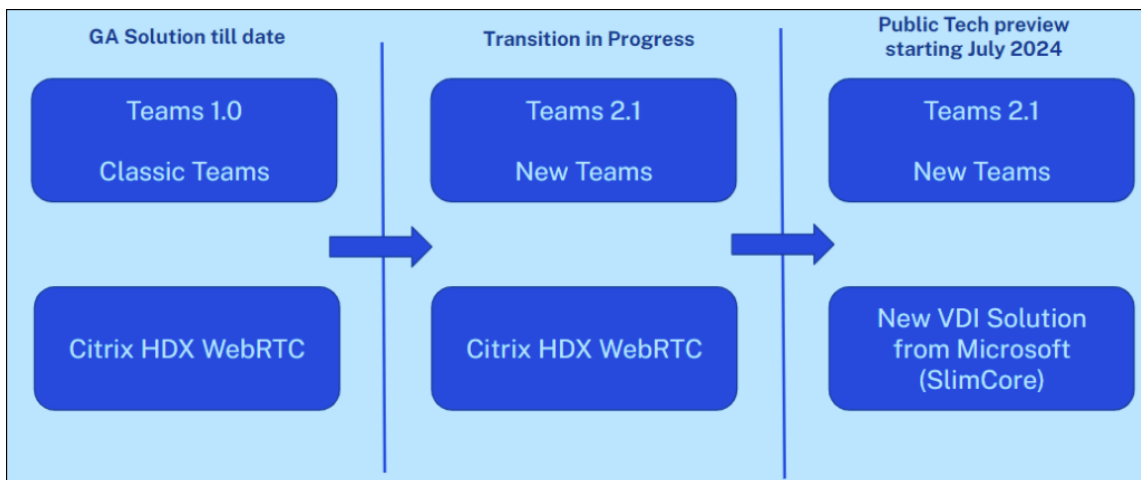 GA Solution till date
Teams 1.0
Classic Teams
Citrix HDX WebRTC
Transition in Progress
Teams 2.1
New Teams
Citrix HDX WebRTC
Public Tech preview
starting July 2024
Teams 2.1
New Teams
New VDI Solution
from Microsoft
(SlimCore)